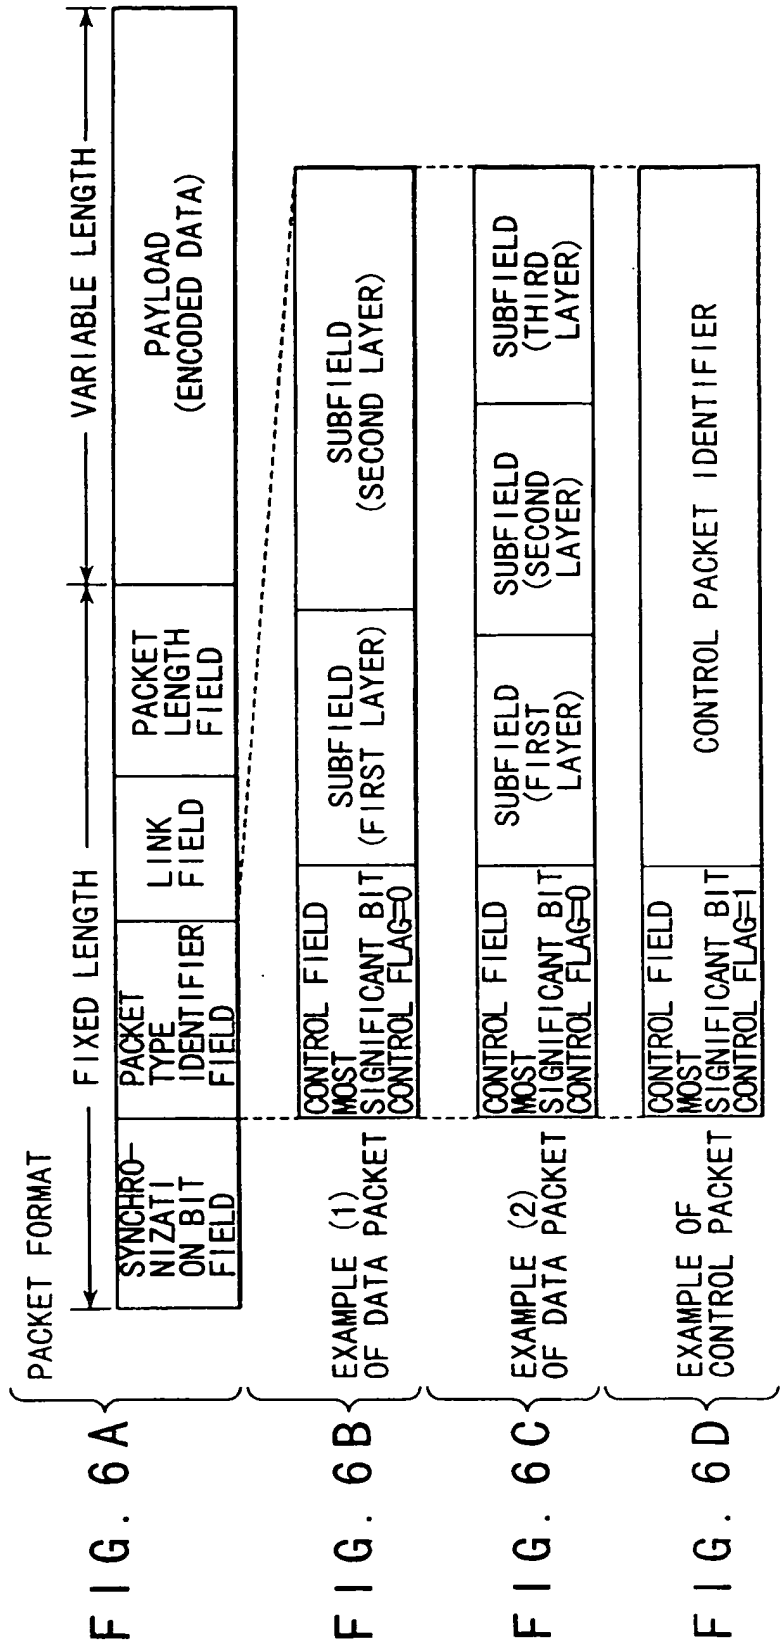 FIG. 6A
PACKET FORMAT
FIXED LENGTH
VARIABLE LENGTH
SYNCHRO-
NIZATI
ON BIT
FIELD
PACKET
TYPE
IDENTIFIER
FIELD
LINK
FIELD
PACKET
LENGTH
FIELD
PAYLOAD
(ENCODED DATA)
FIG. 6B
EXAMPLE (1)
OF DATA PACKET
CONTROL FIELD
MOST
SIGNIFICANT BIT
CONTROL FLAG=0
SUBFIELD
(FIRST LAYER)
SUBFIELD
(SECOND LAYER)
FIG. 6C
EXAMPLE (2)
OF DATA PACKET
CONTROL FIELD
MOST
SIGNIFICANT BIT
CONTROL FLAG=0
SUBFIELD
(FIRST
LAYER)
SUBFIELD
(SECOND
LAYER)
SUBFIELD
(THIRD
LAYER)
FIG. 6D
EXAMPLE OF
CONTROL PACKET
CONTROL FIELD
MOST
SIGNIFICANT BIT
CONTROL FLAG=1
CONTROL PACKET IDENTIFIER